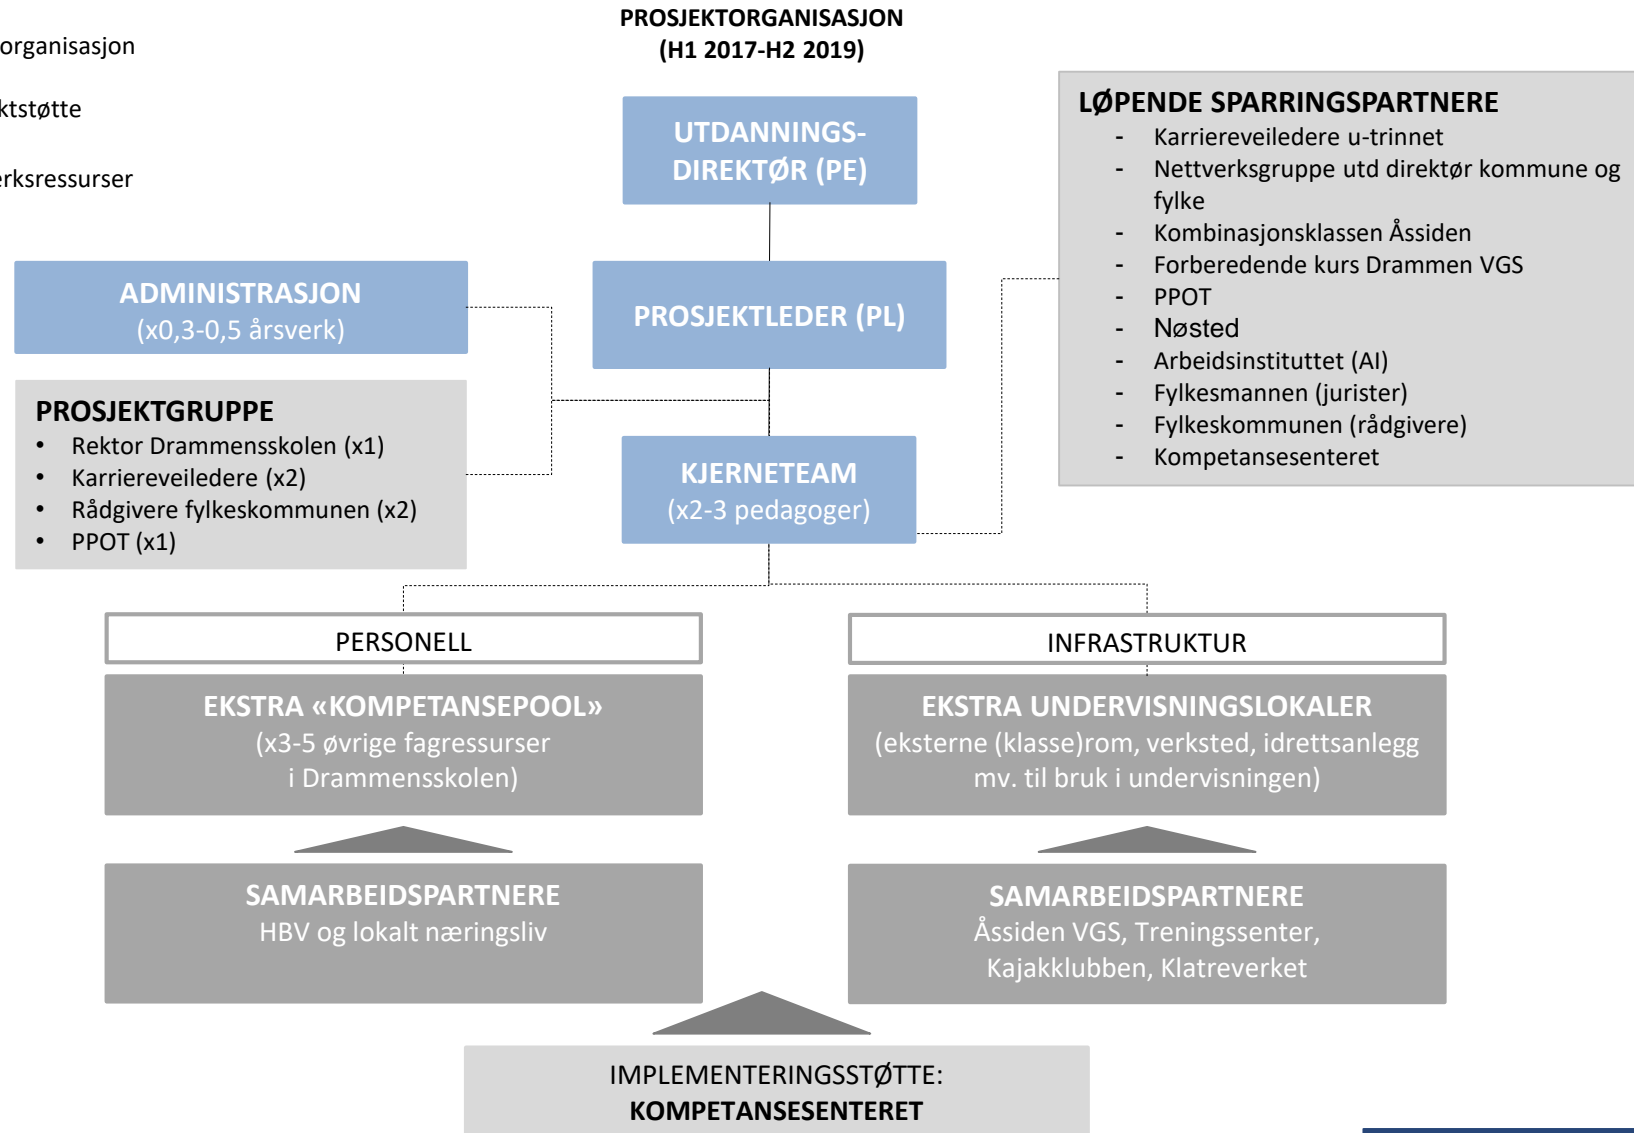 PROSJEKTORGANISASJON
(H1 2017-H2 2019)
organisasjon
ktstøtte
erksressurser
UTDANNINGS-
DIREKTØR (PE)
LØPENDE SPARRINGSPARTNERE
- Karriereveiledere u-trinnet
- Nettverksgruppe utd direktør kommune og
fylke
- Kombinasjonsklassen Åssiden
- Forberedende kurs Drammen VGS
- PPOT
- Nøsted
- Arbeidsinstituttet (AI)
- Fylkesmannen (jurister)
- Fylkeskommunen (rådgivere)
- Kompetansesenteret
ADMINISTRASJON
(x0,3-0,5 årsverk)
PROSJEKTLEDER (PL)
PROSJEKTGRUPPE
• Rektor Drammensskolen (x1)
• Karriereveiledere (x2)
• Rådgivere fylkeskommunen (x2)
• PPOT (x1)
KJERNETEAM
(x2-3 pedagoger)
PERSONELL
EKSTRA «KOMPETANSEPOOL»
(x3-5 øvrige fagressurser
i Drammensskolen)
SAMARBEIDSPARTNERE
HBV og lokalt næringsliv
INFRASTRUKTUR
EKSTRA UNDERVISNINGSLOKALER
(eksterne (klasse)rom, verksted, idrettsanlegg
mv. til bruk i undervisningen)
SAMARBEIDSPARTNERE
Åssiden VGS, Treningssenter,
Kajakklubben, Klatreverket
IMPLEMENTERINGSSTØTTE:
KOMPETANSESENTERET